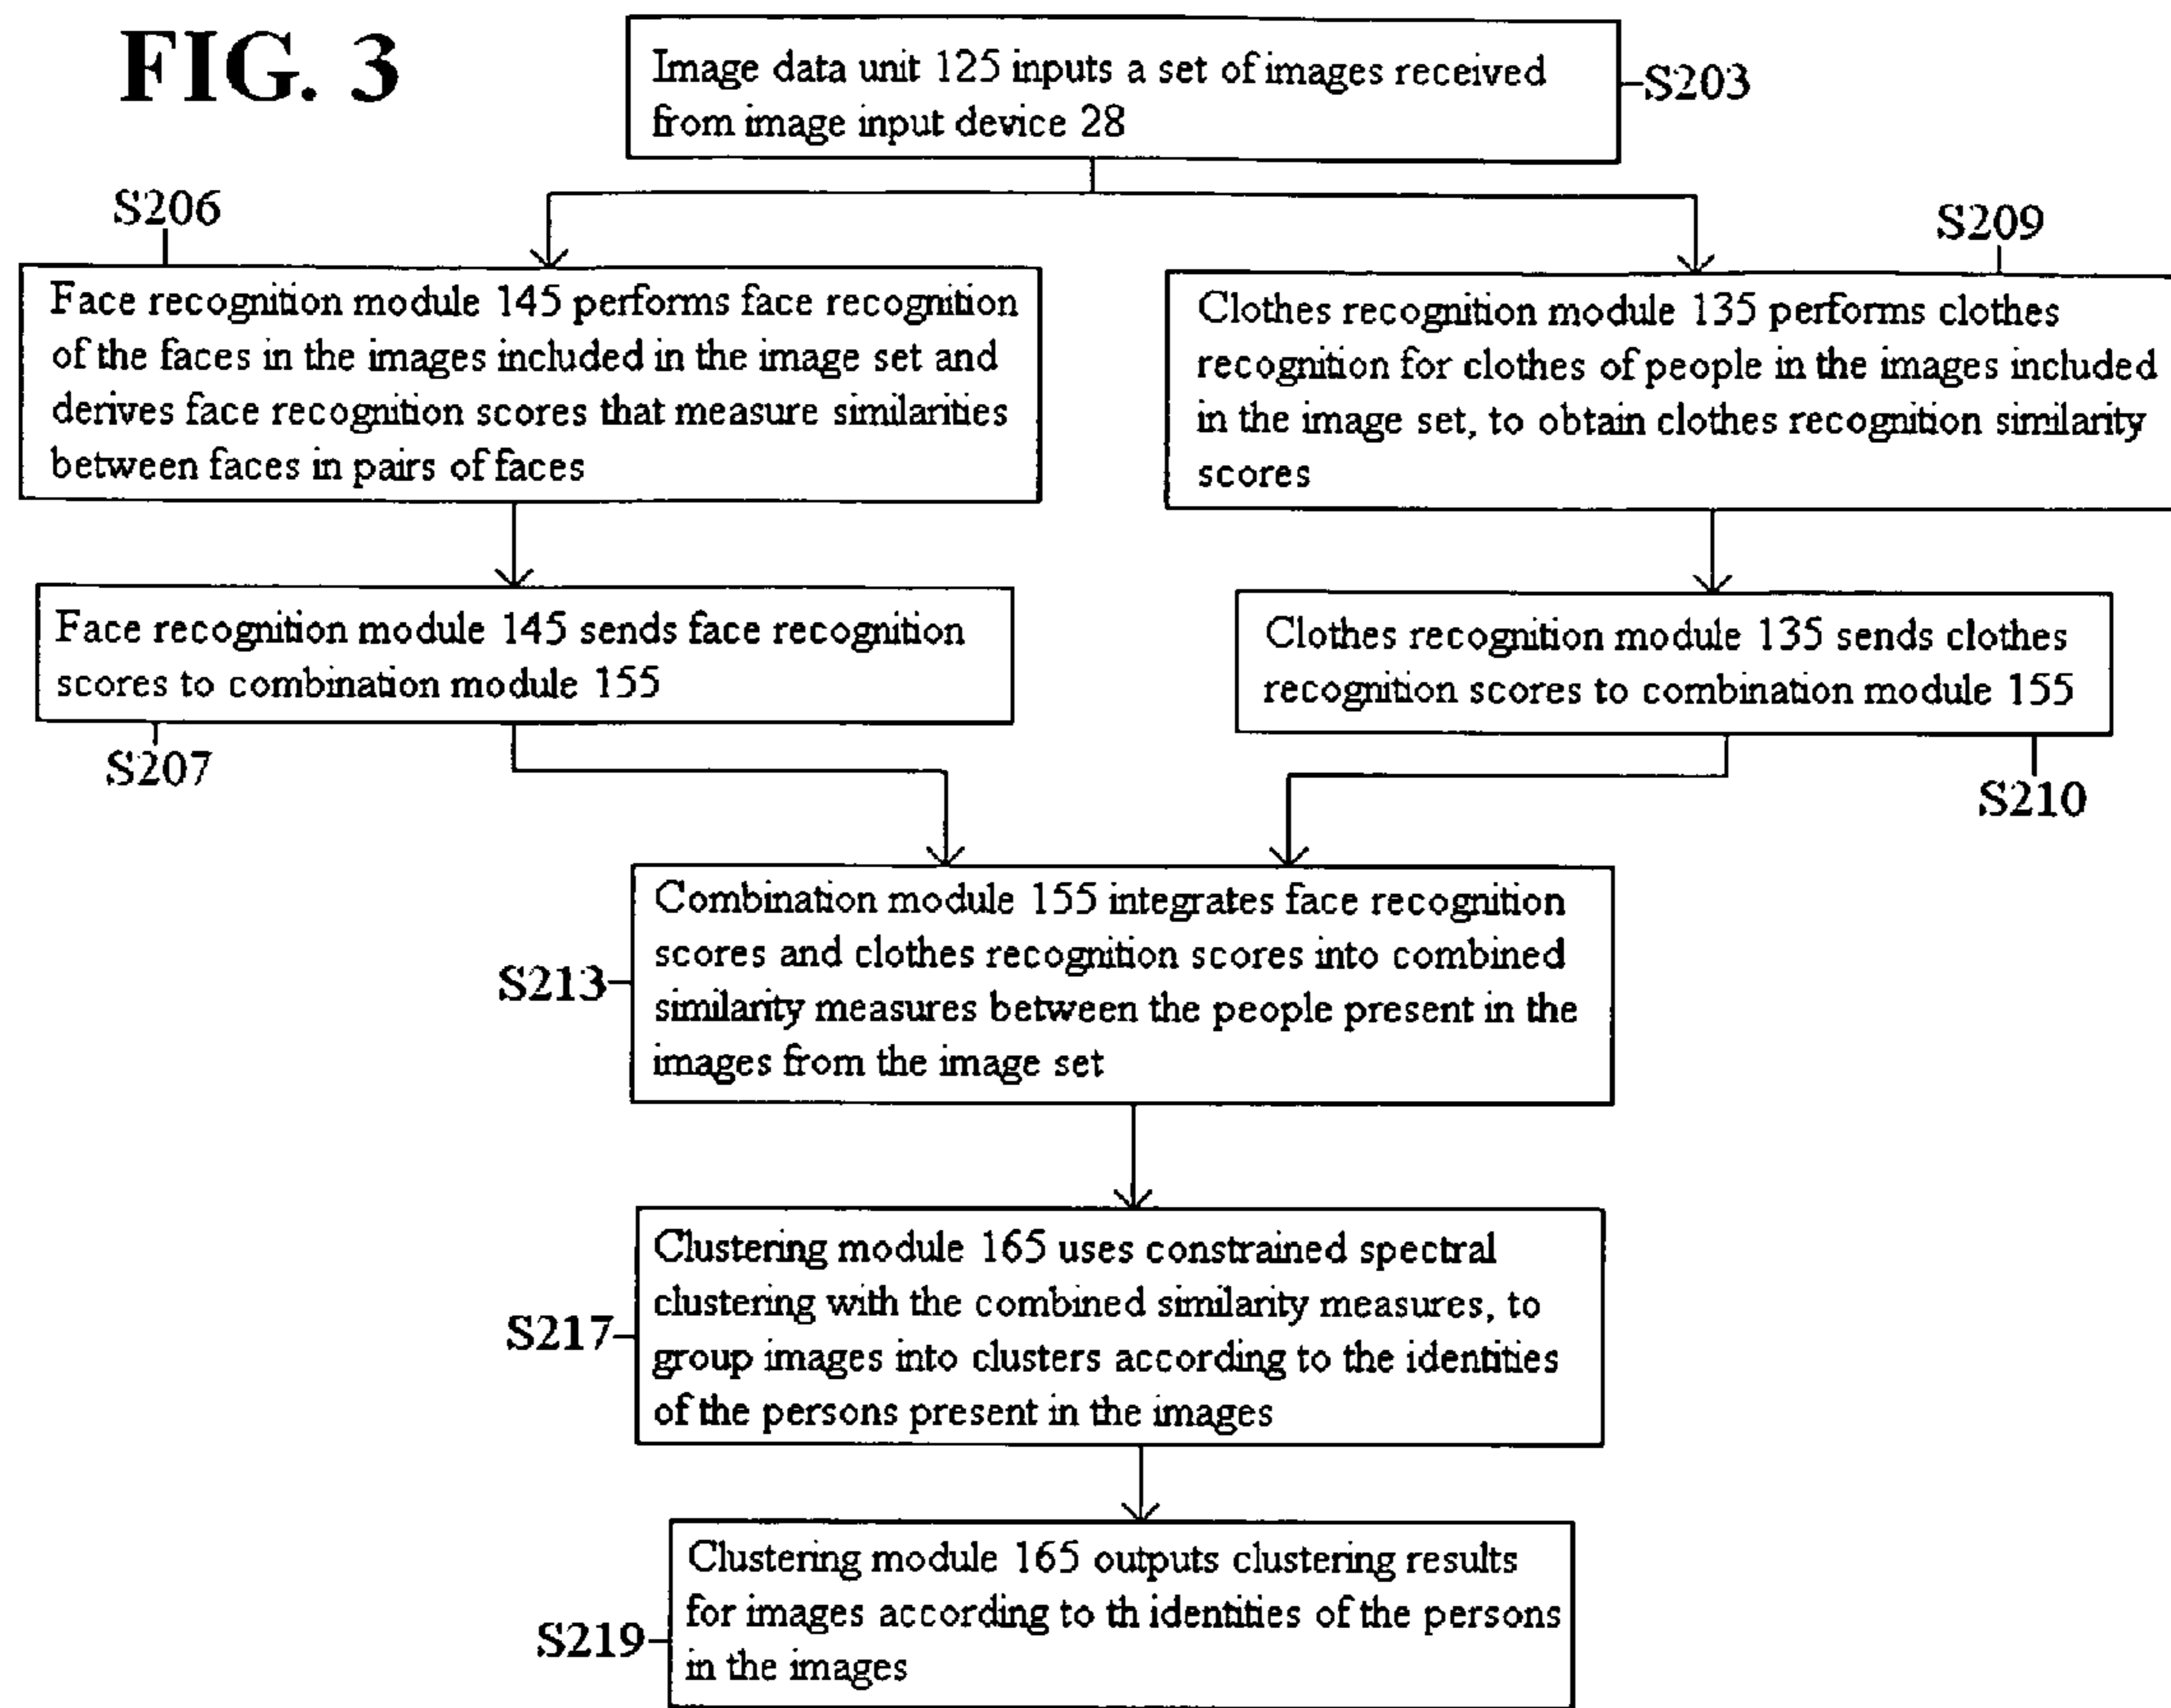 FIG. 3
Image data unit 125 inputs a set of images received
from image input device 28
S203
S206
Face recognition module 145 performs face recognition
of the faces in the images included in the image set and
derives face recognition scores that measure similarities
between faces in pairs of faces
S209
Clothes recognition module 135 performs clothes
recognition for clothes of people in the images included
in the image set, to obtain clothes recognition similarity
scores
Face recognition module 145 sends face recognition
scores to combination module 155
S207
Clothes recognition module 135 sends clothes
recognition scores to combination module 155
S210
Combination module 155 integrates face recognition
scores and clothes recognition scores into combined
similarity measures between the people present in the
images from the image set
S213
Clustering module 165 uses constrained spectral
clustering with the combined similarity measures, to
group images into clusters according to the identities
of the persons present in the images
S217
Clustering module 165 outputs clustering results
for images according to th identities of the persons
in the images
S219